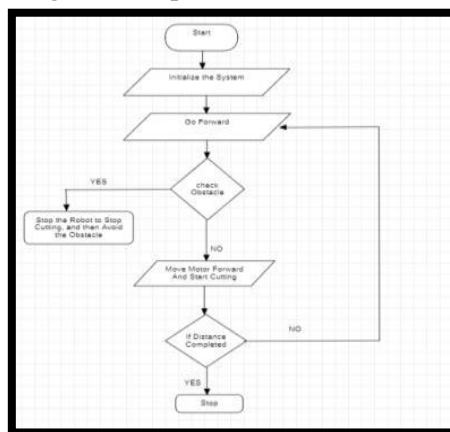 Start
Initialize the System
Go Forward
check
Obstacle
YES
Stop the Robot to Stop
Cutting, and then Avoid
the Obstacle
NO
Move Motor Forward
And Start Cutting
If Distance
Completed
NO
YES
Stop